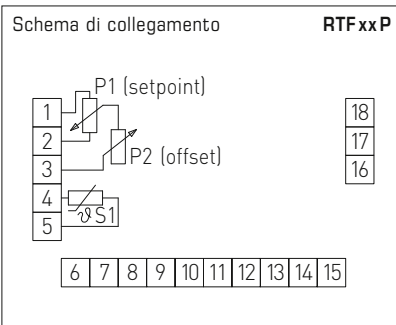 Schema di collegamento RTFxxP
P1 (setpoint)
1
2
3
P2 (offset)
4
5
ϑ S1
18
17
16
6 7 8 9 10 11 12 13 14 15